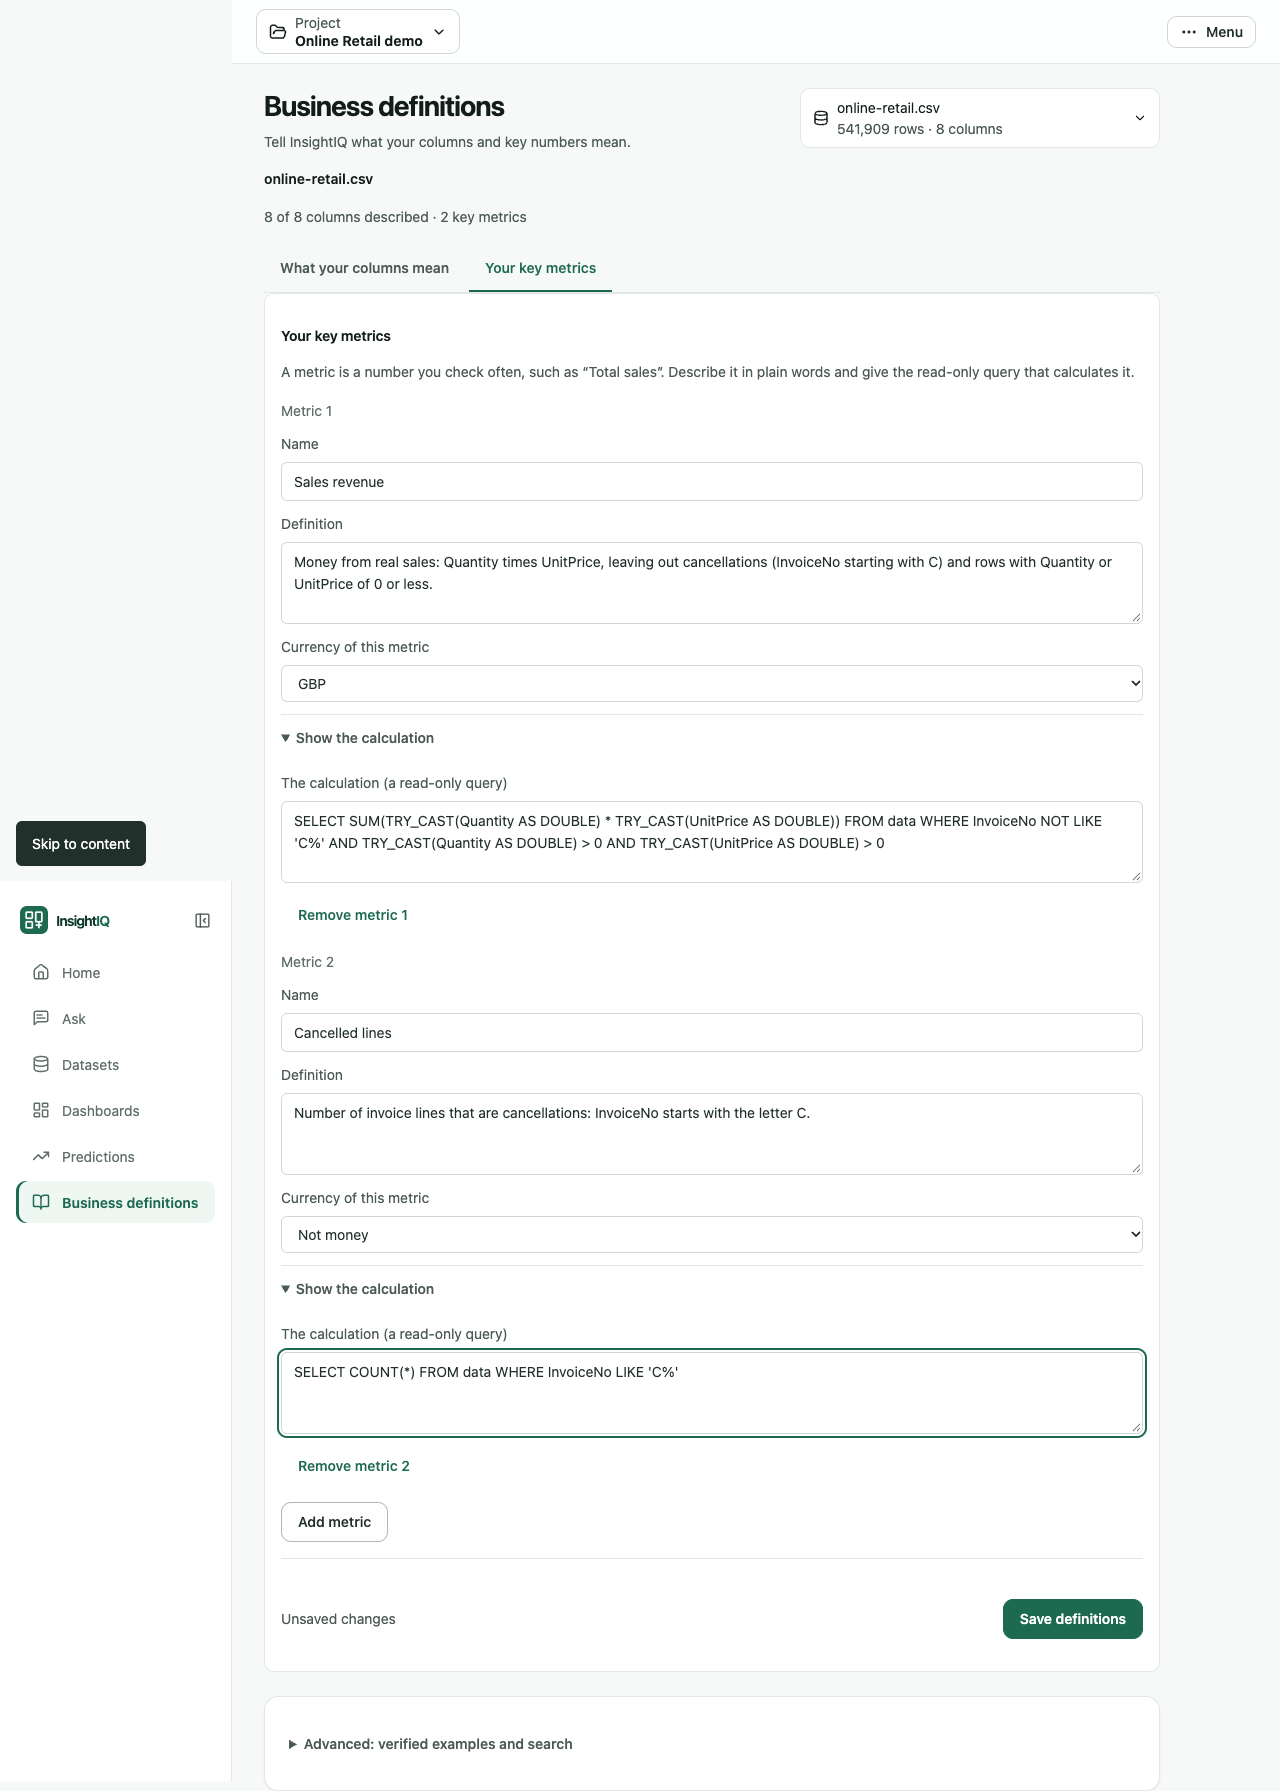 Project
Online Retail demo
Menu
Business definitions
Tell InsightIQ what your columns and key numbers mean.
online-retail.csv
541,909 rows · 8 columns
online-retail.csv
8 of 8 columns described · 2 key metrics
What your columns mean
Your key metrics
Your key metrics
A metric is a number you check often, such as “Total sales”. Describe it in plain words and give the read-only query that calculates it.
Metric 1
Name
Sales revenue
Definition
Money from real sales: Quantity times UnitPrice, leaving out cancellations (InvoiceNo starting with C) and rows with Quantity or
UnitPrice of 0 or less.
Currency of this metric
GBP
Show the calculation
The calculation (a read-only query)
SELECT SUM(TRY_CAST(Quantity AS DOUBLE) * TRY_CAST(UnitPrice AS DOUBLE)) FROM data WHERE InvoiceNo NOT LIKE
'C%' AND TRY_CAST(Quantity AS DOUBLE) > 0 AND TRY_CAST(UnitPrice AS DOUBLE) > 0
Remove metric 1
Metric 2
Name
Cancelled lines
Definition
Number of invoice lines that are cancellations: InvoiceNo starts with the letter C.
Currency of this metric
Not money
Show the calculation
The calculation (a read-only query)
SELECT COUNT(*) FROM data WHERE InvoiceNo LIKE 'C%'
Remove metric 2
Add metric
Unsaved changes
Save definitions
Advanced: verified examples and search
Skip to content
InsightIQ
Home
Ask
Datasets
Dashboards
Predictions
Business definitions